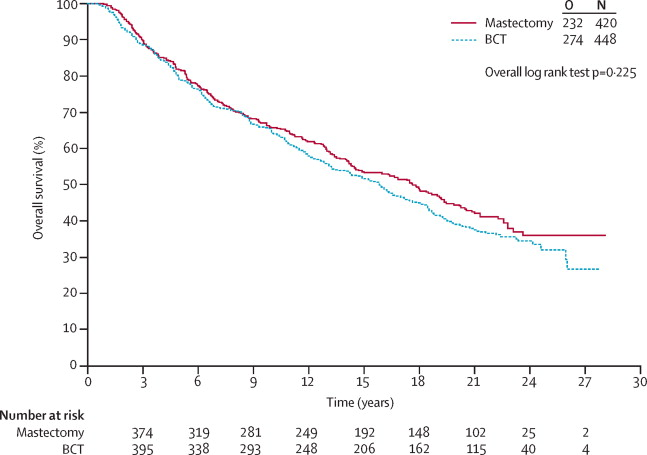 O N
Mastectomy 232 420
BCT 274 448
Overall log rank test p=0·225
100
90
80
70
60
50
40
30
20
10
0
Overall survival (%)
0 3 6 9 12 15 18 21 24 27 30
Time (years)
Number at risk
Mastectomy 374 319 281 249 192 148 102 25 2
BCT 395 338 293 248 206 162 115 40 4